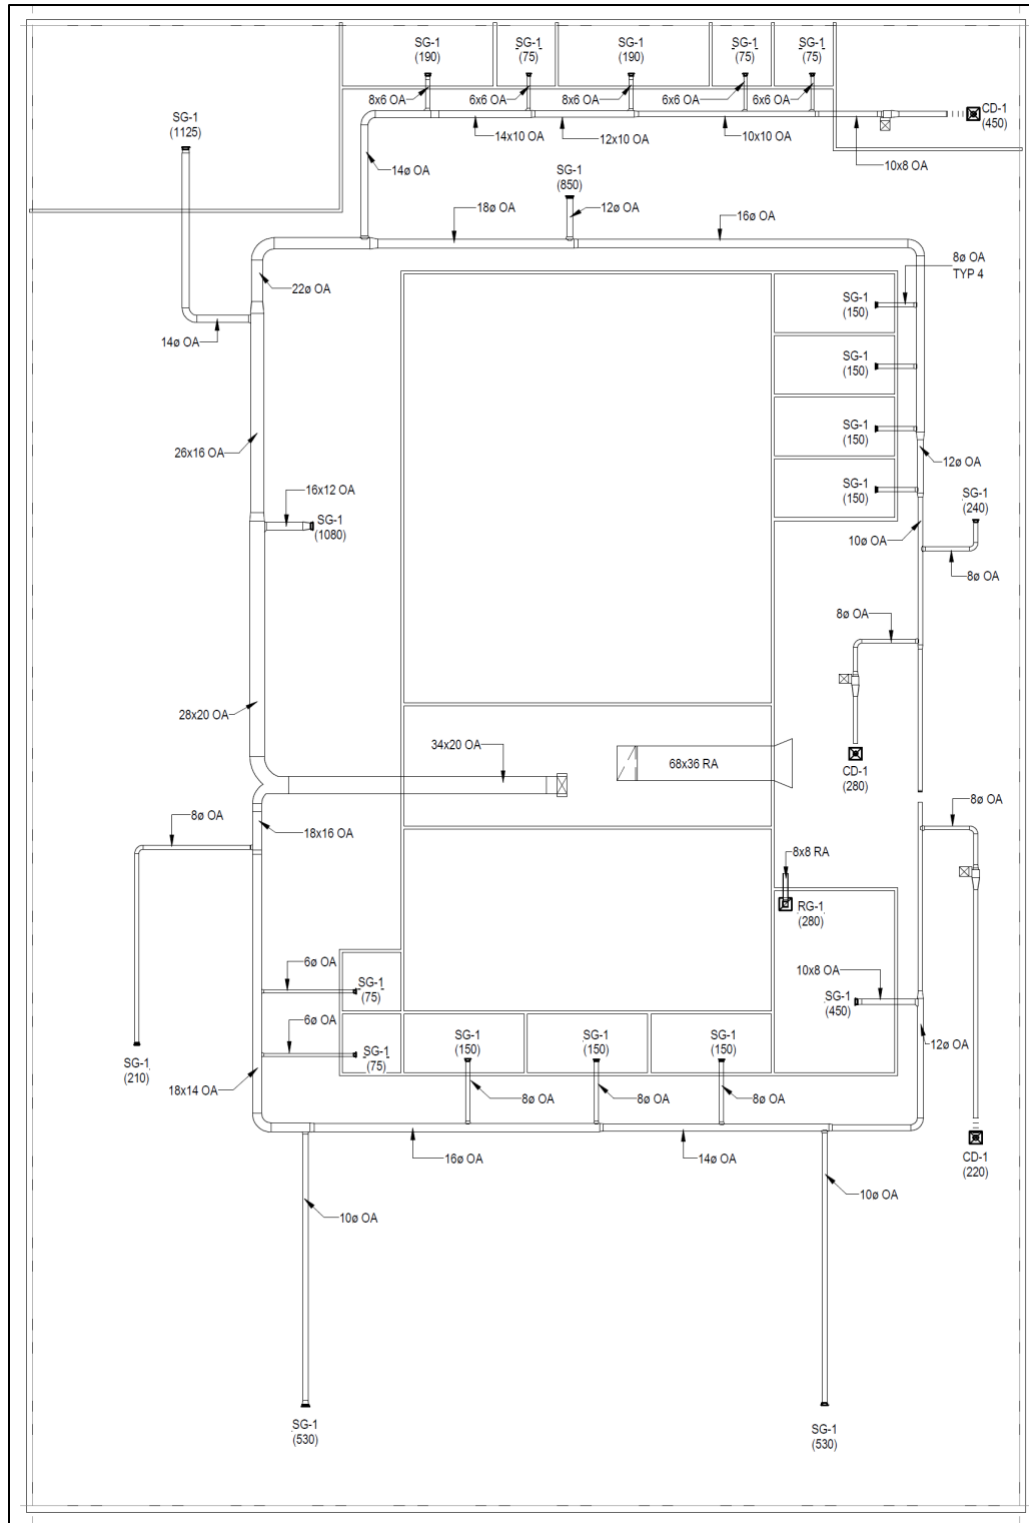 SG-1
(190)
SG-1
(75)
SG-1
(190)
SG-1
(75)
SG-1
(75)
8x6 OA
6x6 OA
8x6 OA
6x6 OA
6x6 OA
CD-1
(450)
SG-1
(1125)
14x10 OA
12x10 OA
10x10 OA
10x8 OA
14ø OA
SG-1
(850)
18ø OA
12ø OA
16ø OA
8ø OA
TYP 4
22ø OA
SG-1
(150)
14ø OA
SG-1
(150)
SG-1
(150)
26x16 OA
12ø OA
SG-1
(150)
16x12 OA
SG-1
(240)
SG-1
(1080)
10ø OA
8ø OA
8ø OA
28x20 OA
34x20 OA
68x36 RA
CD-1
(280)
8ø OA
8ø OA
18x16 OA
8x8 RA
RG-1
(280)
6ø OA
SG-1
(75)
10x8 OA
SG-1
(450)
6ø OA
SG-1
(75)
SG-1
(150)
SG-1
(150)
SG-1
(150)
12ø OA
SG-1
(210)
18x14 OA
8ø OA
8ø OA
8ø OA
16ø OA
14ø OA
CD-1
(220)
10ø OA
10ø OA
SG-1
(530)
SG-1
(530)